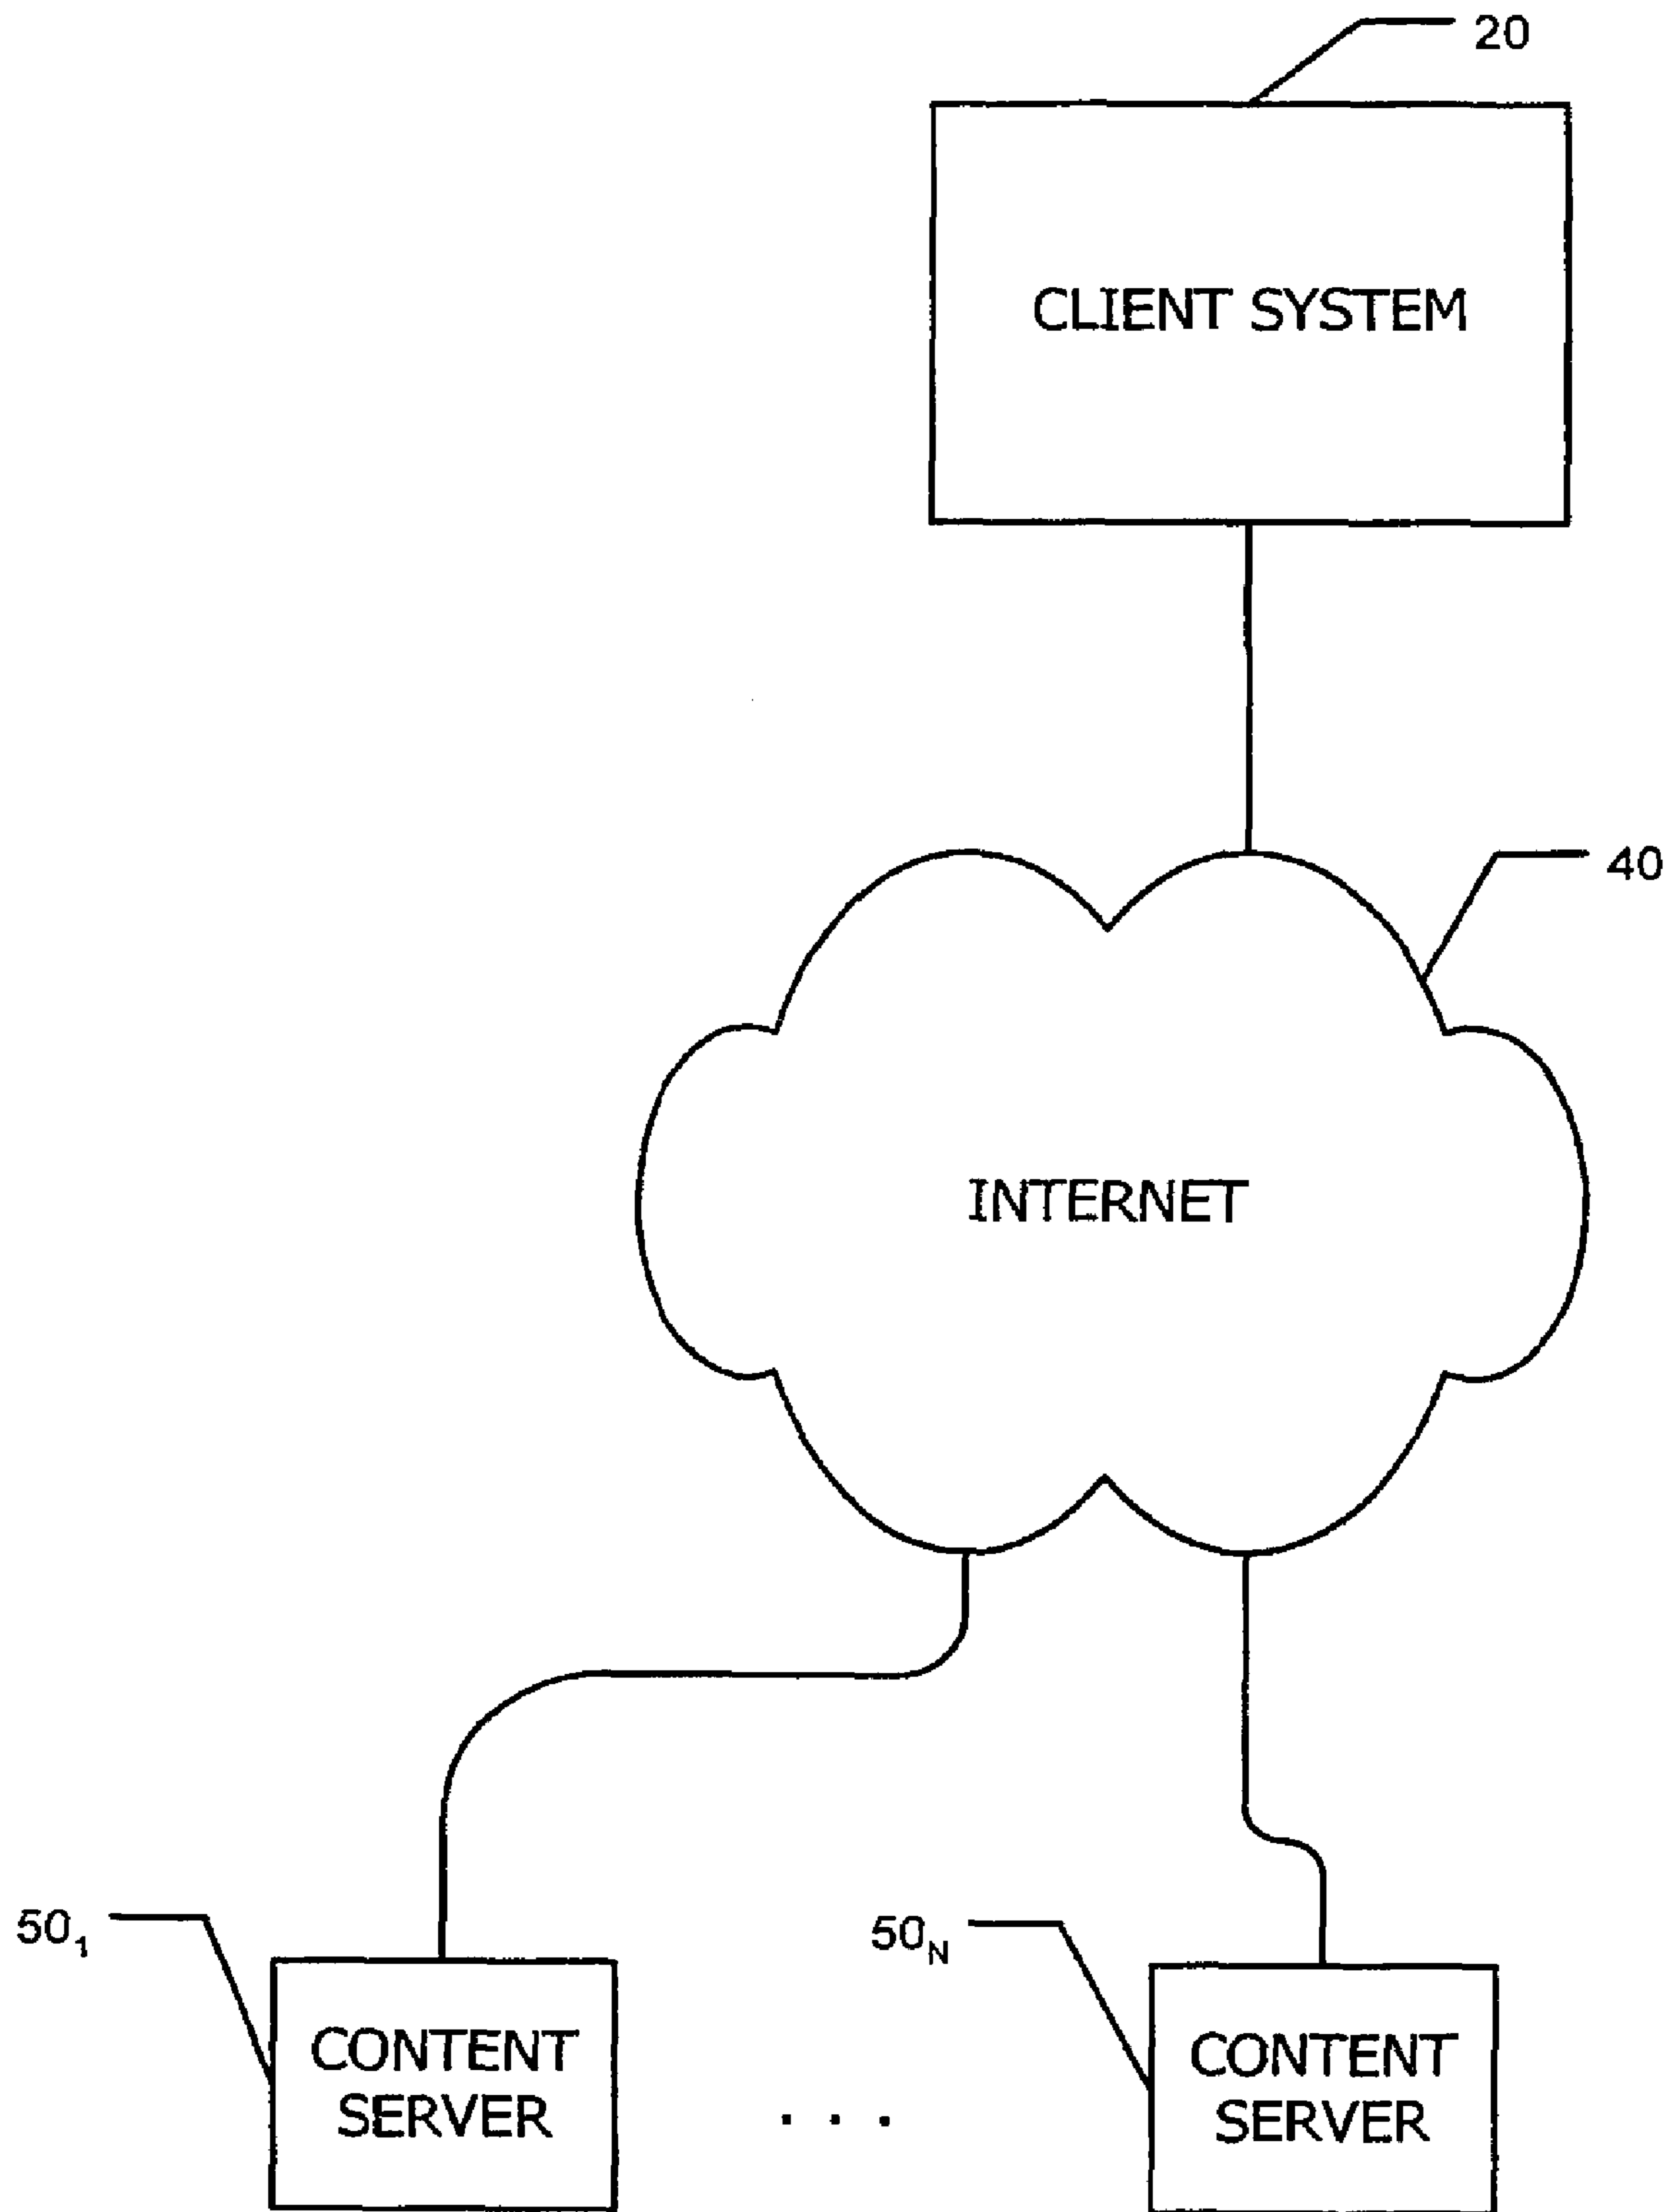 20
CLIENT SYSTEM
40
INTERNET
50₁
50N
CONTENT
SERVER
. . .
CONTENT
SERVER